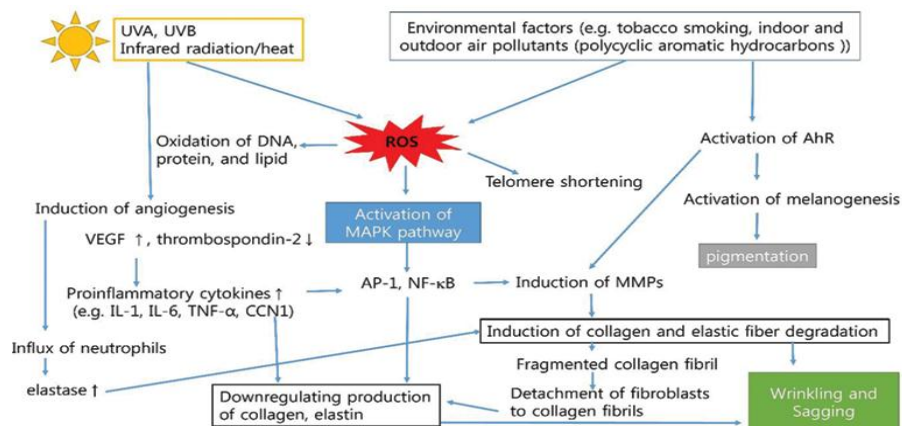 UVA, UVB
Infrared radiation/heat
Environmental factors (e.g. tobacco smoking, indoor and
outdoor air pollutants (polycyclic aromatic hydrocarbons ))
ROS
Oxidation of DNA,
protein, and lipid
Activation of AhR
Telomere shortening
Induction of angiogenesis
Activation of
MAPK pathway
Activation of melanogenesis
VEGF ↑, thrombospondin-2↓
pigmentation
Proinflammatory cytokines↑
(e.g. IL-1, IL-6, TNF-α, CCN1)
AP-1, NF-κB
Induction of MMPs
Induction of collagen and elastic fiber degradation
Influx of neutrophils
Fragmented collagen fibril
elastase↑
Downregulating production
of collagen, elastin
Detachment of fibroblasts
to collagen fibrils
Wrinkling and
Sagging